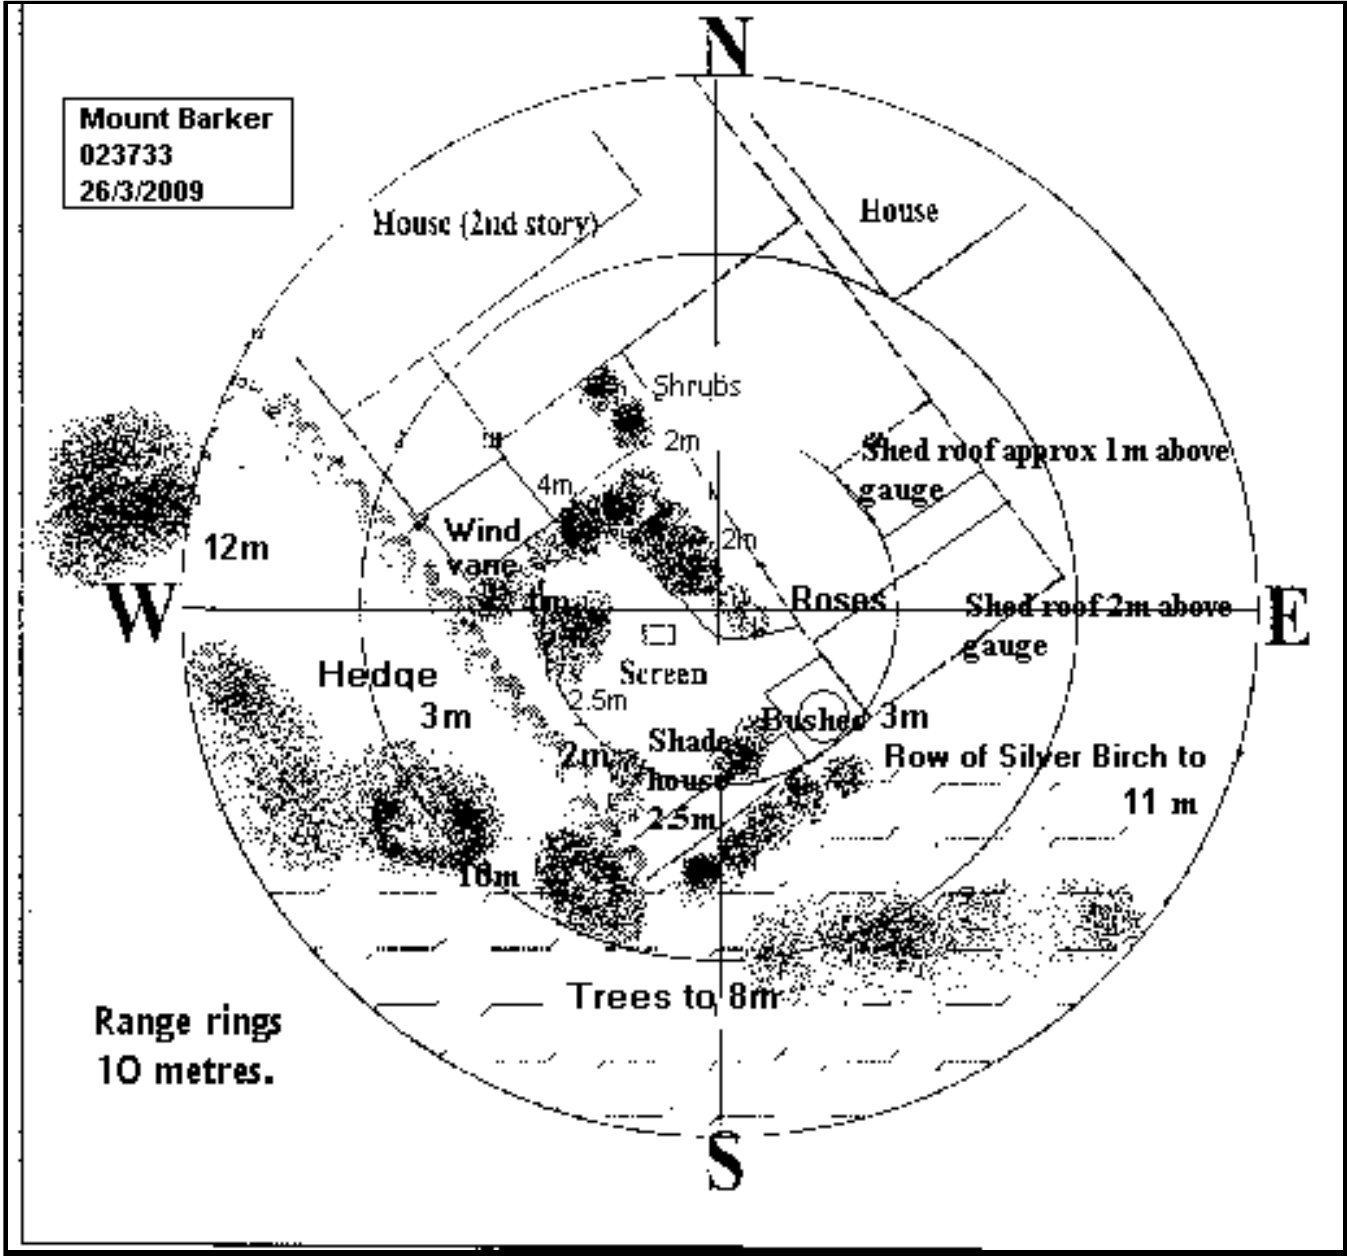 N
Mount Barker
023733
26/3/2009
House (2nd story)
House
Shrubs
2m
Shed roof approx 1m above
gauge
4m
Wind
vane
2m
12m
W
Roses
Shed roof 2m above
gauge
E
Hedge
3m
Screen
2.5m
Bushes
3m
2m
Shade
house
2.5m
Row of Silver Birch to
11 m
10m
Trees to 8m
Range rings
10 metres.
S